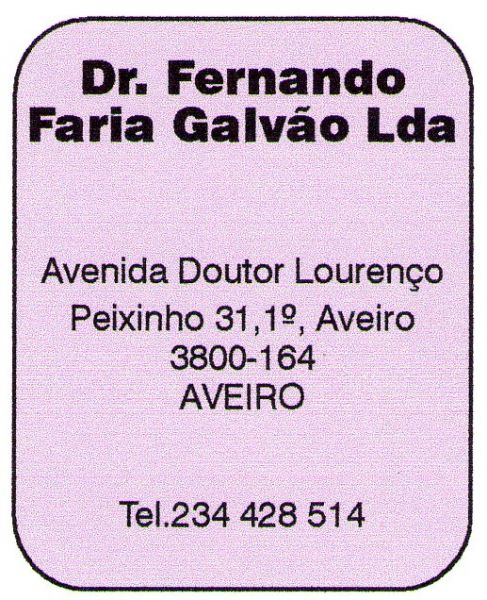 Dr. Fernando
Faria Galvão Lda
Avenida Doutor Lourenço
Peixinho 31,1º, Aveiro
3800-164
AVEIRO
Tel.234 428 514